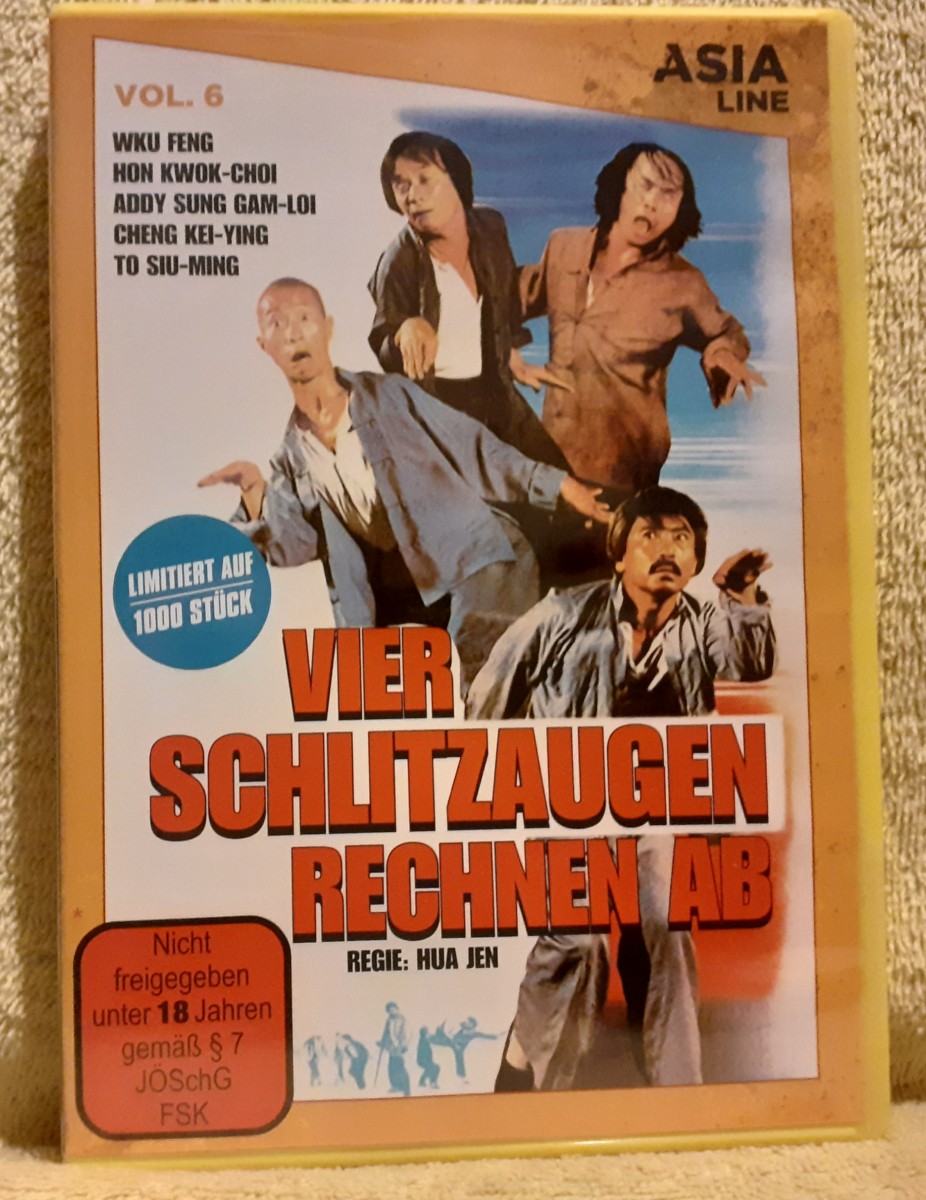 ASIA
LINE
VOL. 6
WKU FENG
HON KWOK-CHOI
ADDY SUNG GAM-LOI
CHENG KEI-YING
TO SIU-MING
LIMITIERT AUF
1000 STÜCK
VIER
SCHLITZAUGEN
RECHNEN AB
REGIE: HUA JEN
*
Nicht
freigegeben
unter 18 Jahren
gemäß § 7
JÖSchG
FSK